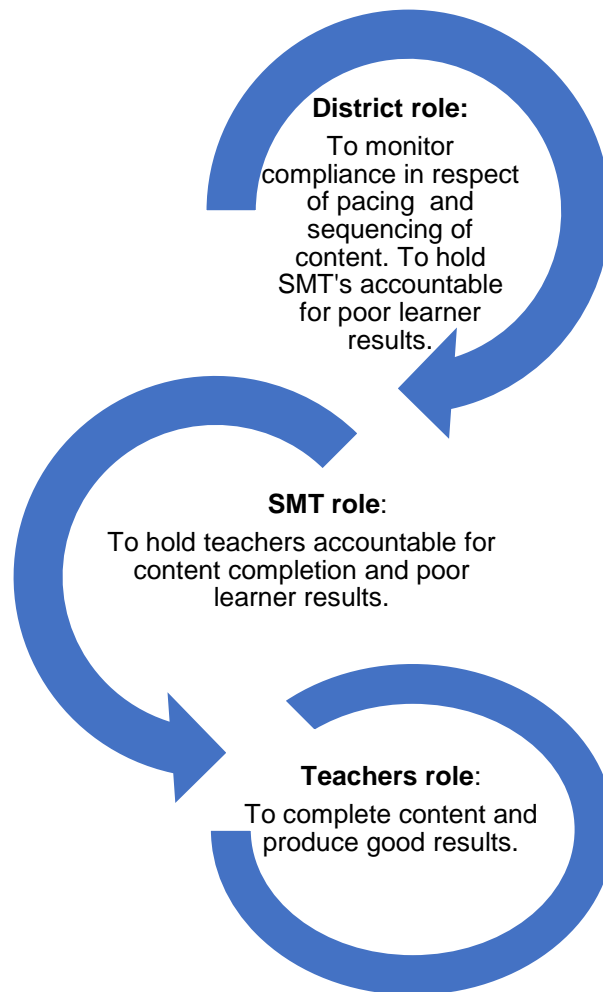 District role:
To monitor
compliance in respect
of pacing and
sequencing of
content. To hold
SMT's accountable
for poor learner
results.
SMT role:
To hold teachers accountable for
content completion and poor
learner results.
Teachers role:
To complete content and
produce good results.